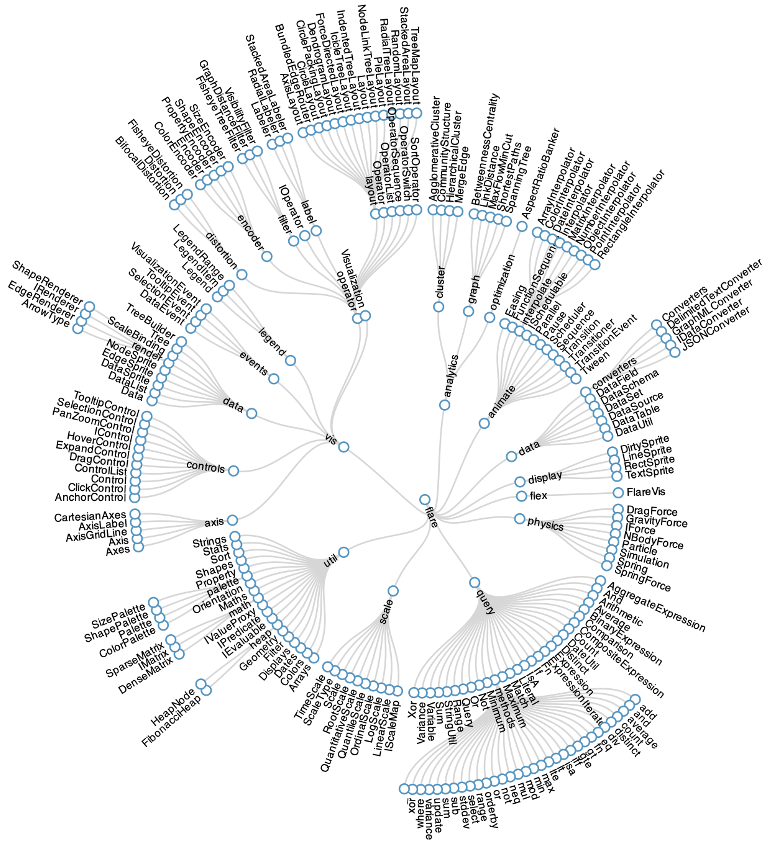 flare
analytics
cluster
AgglomerativeCluster
CommunityStructure
HierarchicalCluster
MergeEdge
graph
BetweennessCentrality
LinkDistance
MaxFlowMinCut
ShortestPaths
SpanningTree
optimization
AspectRatioBanker
animate
Easing
FunctionSequence
interpolate
ArrayInterpolator
ColorInterpolator
DateInterpolator
Interpolator
MatrixInterpolator
NumberInterpolator
ObjectInterpolator
PointInterpolator
RectangleInterpolator
ISchedulable
Parallel
Pause
Scheduler
Sequence
Transition
Transitioner
TransitionEvent
Tween
data
converters
Converters
DelimitedTextConverter
GraphMLConverter
IDataConverter
JSONConverter
DataField
DataSchema
DataSet
DataSource
DataTable
DataUtil
display
DirtySprite
LineSprite
RectSprite
TextSprite
flex
FlareVis
physics
DragForce
GravityForce
IForce
NBodyForce
Particle
Simulation
Spring
SpringForce
query
AggregateExpression
And
Arithmetic
Average
BinaryExpression
Comparison
CompositeExpression
Count
DateUtil
Distinct
Expression
ExpressionIterator
Fn
If
IsA
Literal
Match
Maximum
methods
add
and
average
count
distinct
div
eq
fn
gt
gte
iff
isa
lt
lte
max
min
mod
mul
neq
not
or
orderby
range
select
stddev
sub
sum
update
variance
where
xor
Minimum
Not
Or
Query
Range
StringUtil
Sum
Variable
Variance
Xor
scale
IScaleMap
LinearScale
LogScale
OrdinalScale
QuantileScale
QuantitativeScale
RootScale
Scale
ScaleType
TimeScale
util
Arrays
Colors
Dates
Displays
Filter
Geometry
heap
FibonacciHeap
HeapNode
IEvaluable
IPredicate
IValueProxy
math
DenseMatrix
IMatrix
SparseMatrix
Maths
Orientation
palette
ColorPalette
Palette
ShapePalette
SizePalette
Property
Shapes
Sort
Stats
Strings
vis
axis
Axes
Axis
AxisGridLine
AxisLabel
CartesianAxes
controls
AnchorControl
ClickControl
Control
ControlList
DragControl
ExpandControl
HoverControl
IControl
PanZoomControl
SelectionControl
TooltipControl
data
Data
DataList
DataSprite
EdgeSprite
NodeSprite
render
ArrowType
EdgeRenderer
IRenderer
ShapeRenderer
ScaleBinding
Tree
TreeBuilder
events
DataEvent
SelectionEvent
TooltipEvent
VisualizationEvent
legend
Legend
LegendItem
LegendRange
operator
distortion
BifocalDistortion
Distortion
FisheyeDistortion
encoder
ColorEncoder
Encoder
PropertyEncoder
ShapeEncoder
SizeEncoder
filter
FisheyeTreeFilter
GraphDistanceFilter
VisibilityFilter
IOperator
label
Labeler
RadialLabeler
StackedAreaLabeler
layout
AxisLayout
BundledEdgeRouter
CircleLayout
CirclePackingLayout
DendrogramLayout
ForceDirectedLayout
IcicleTreeLayout
IndentedTreeLayout
Layout
NodeLinkTreeLayout
PieLayout
RadialTreeLayout
RandomLayout
StackedAreaLayout
TreeMapLayout
Operator
OperatorList
OperatorSequence
OperatorSwitch
SortOperator
Visualization